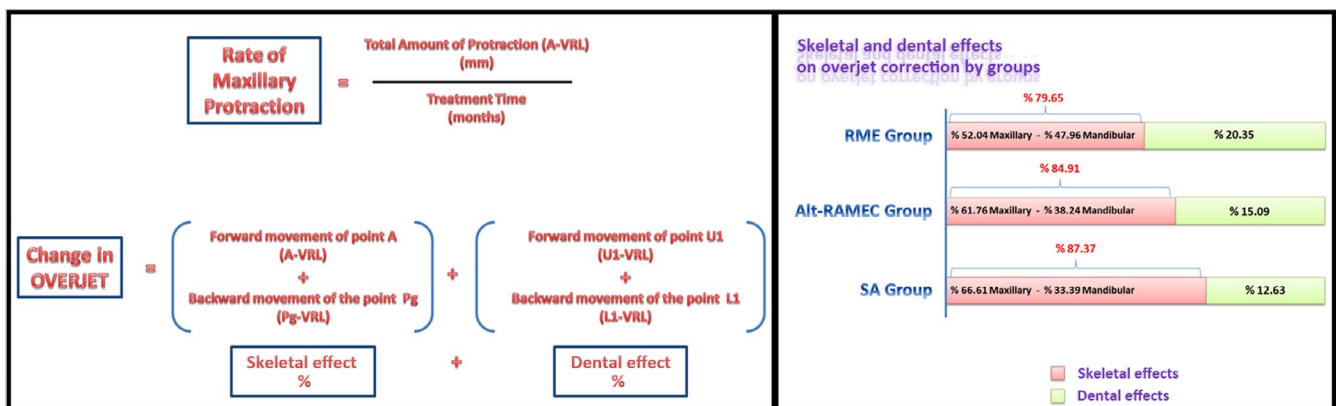 Rate of
Maxillary
Protraction
=
Total Amount of Protraction (A-VRL)
(mm)
Treatment Time
(months)
Change in
OVERJET
=
Forward movement of point A
(A-VRL)
+
Backward movement of the point Pg
(Pg-VRL)
+
Forward movement of point U1
(U1-VRL)
+
Backward movement of the point L1
(L1-VRL)
Skeletal effect
%
+
Dental effect
%
Skeletal and dental effects
on overjet correction by groups
% 79.65
RME Group
% 52.04 Maxillary - % 47.96 Mandibular
% 20.35
% 84.91
Alt-RAMEC Group
% 61.76 Maxillary - % 38.24 Mandibular
% 15.09
% 87.37
SA Group
% 66.61 Maxillary - % 33.39 Mandibular
% 12.63
Skeletal effects
Dental effects